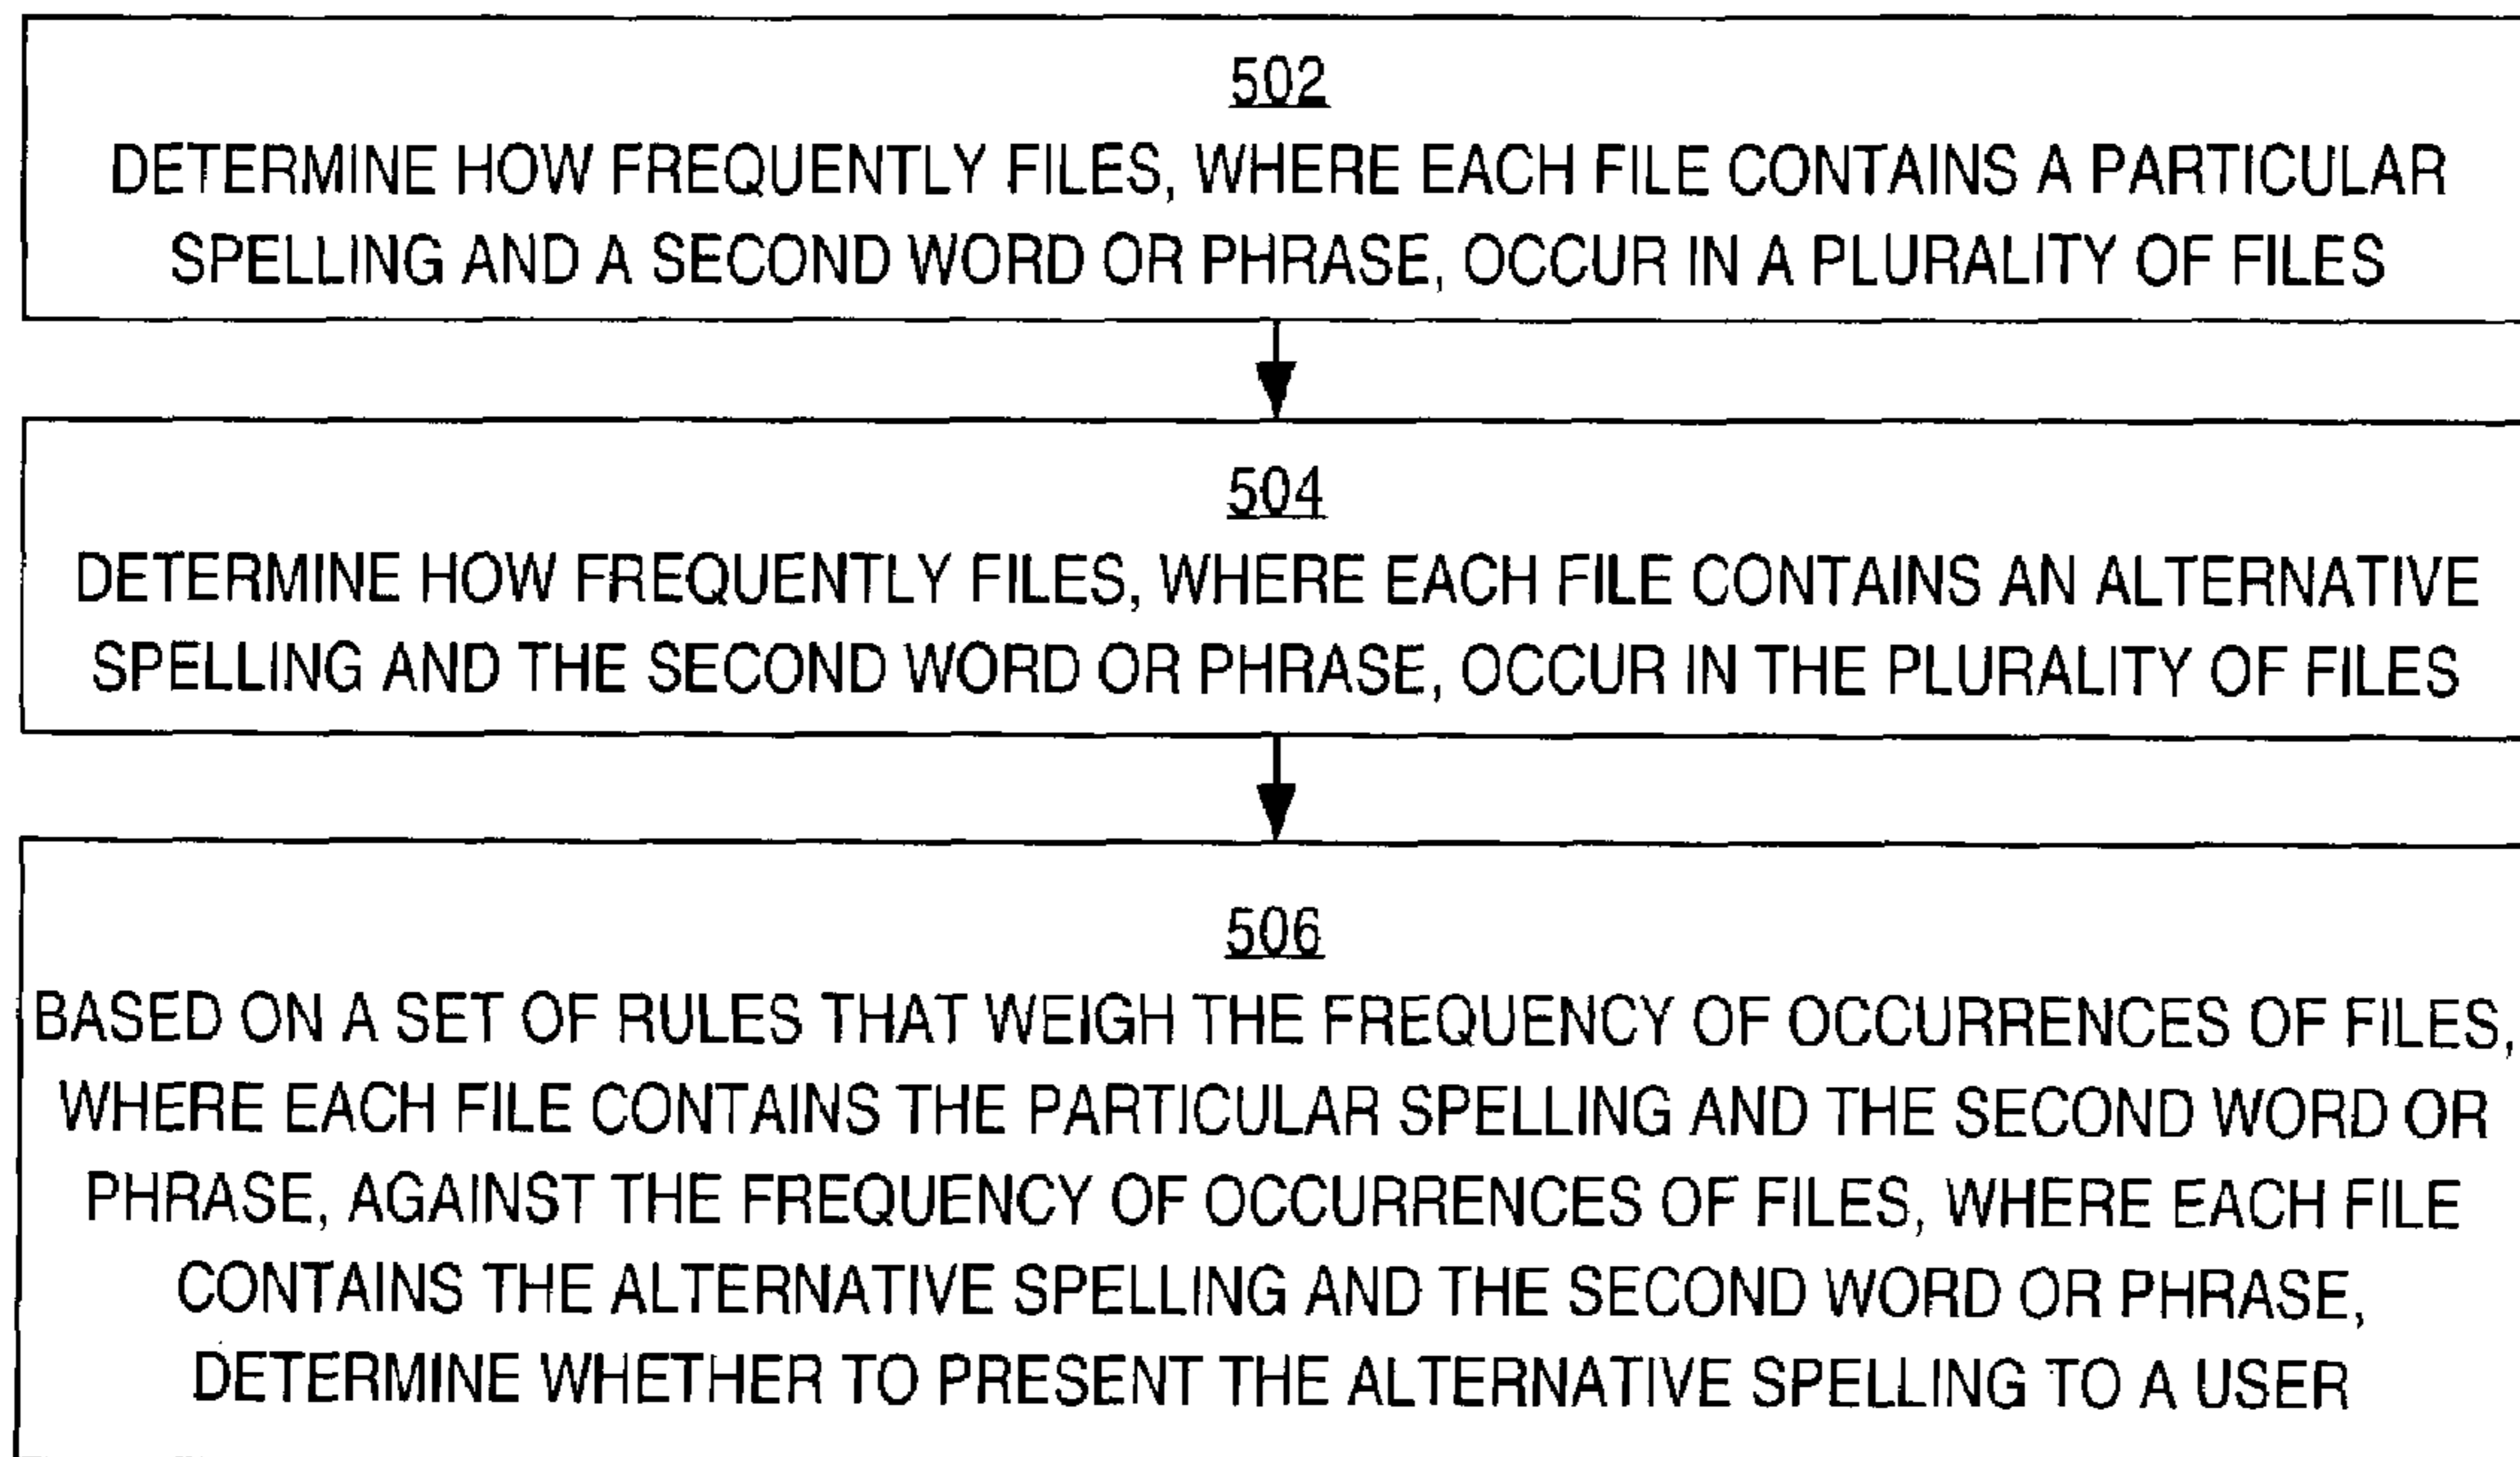 502
DETERMINE HOW FREQUENTLY FILES, WHERE EACH FILE CONTAINS A PARTICULAR
SPELLING AND A SECOND WORD OR PHRASE, OCCUR IN A PLURALITY OF FILES
504
DETERMINE HOW FREQUENTLY FILES, WHERE EACH FILE CONTAINS AN ALTERNATIVE
SPELLING AND THE SECOND WORD OR PHRASE, OCCUR IN THE PLURALITY OF FILES
506
BASED ON A SET OF RULES THAT WEIGH THE FREQUENCY OF OCCURRENCES OF FILES,
WHERE EACH FILE CONTAINS THE PARTICULAR SPELLING AND THE SECOND WORD OR
PHRASE, AGAINST THE FREQUENCY OF OCCURRENCES OF FILES, WHERE EACH FILE
CONTAINS THE ALTERNATIVE SPELLING AND THE SECOND WORD OR PHRASE,
DETERMINE WHETHER TO PRESENT THE ALTERNATIVE SPELLING TO A USER